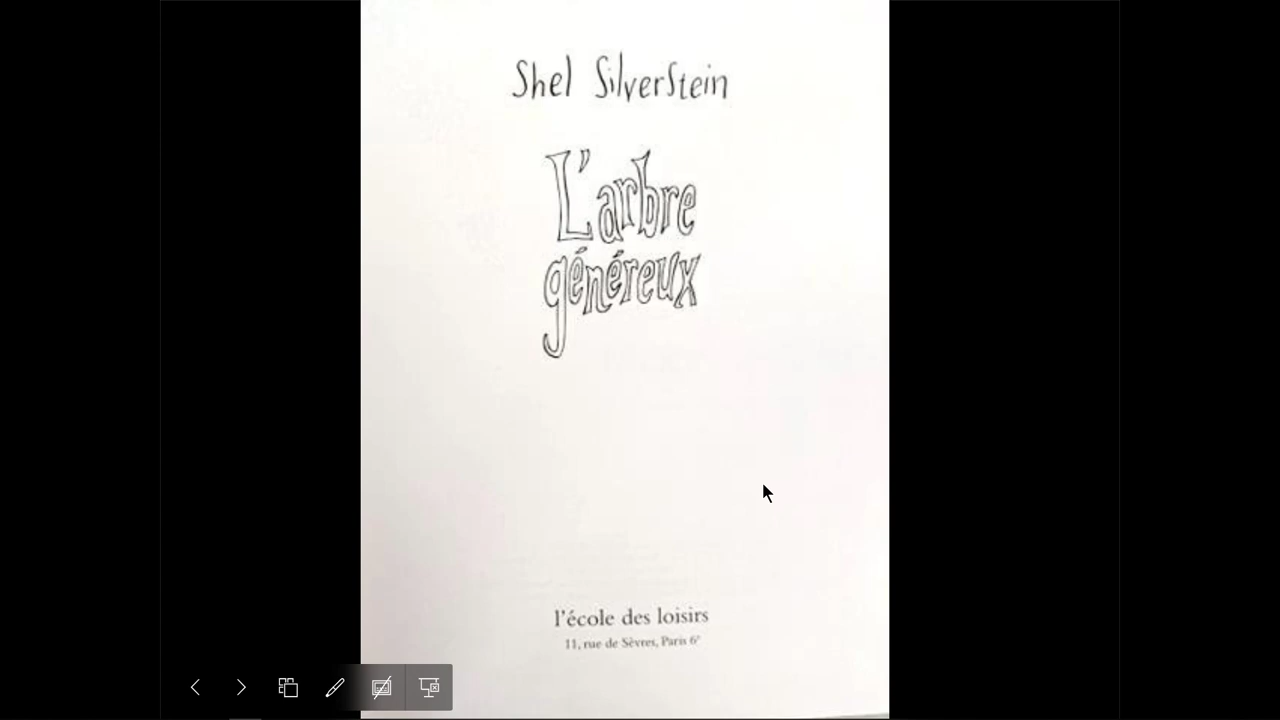 Shel Silverstein
L'arbre
généreux
l'école des loisirs
11, rue de Sèvres, Paris 6e